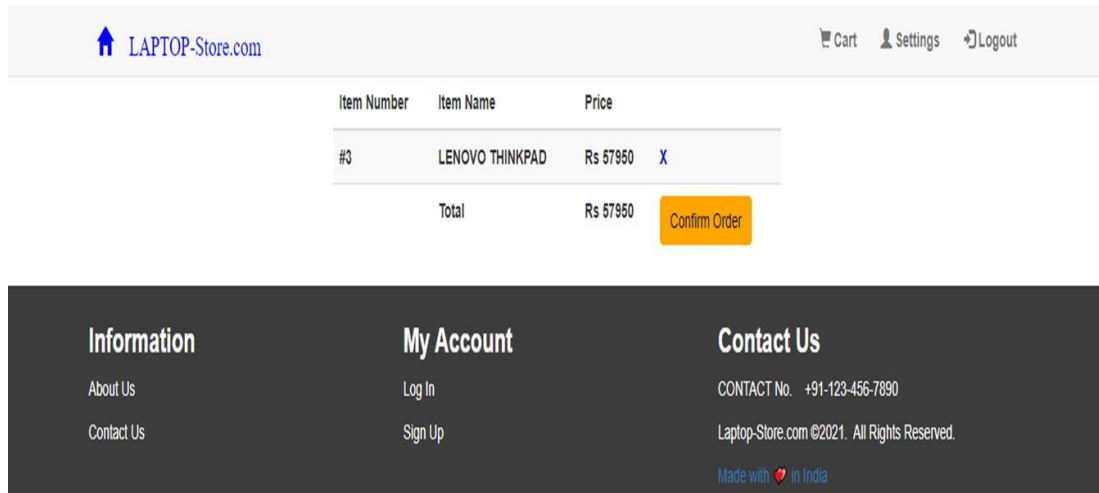 LAPTOP-Store.com Cart Settings Logout
Item Number Item Name Price
#3 LENOVO THINKPAD Rs 57950 X
Total Rs 57950 Confirm Order
Information My Account Contact Us
About Us Log In CONTACT No. +91-123-456-7890
Contact Us Sign Up Laptop-Store.com ©2021. All Rights Reserved.
Made with ❤ in India